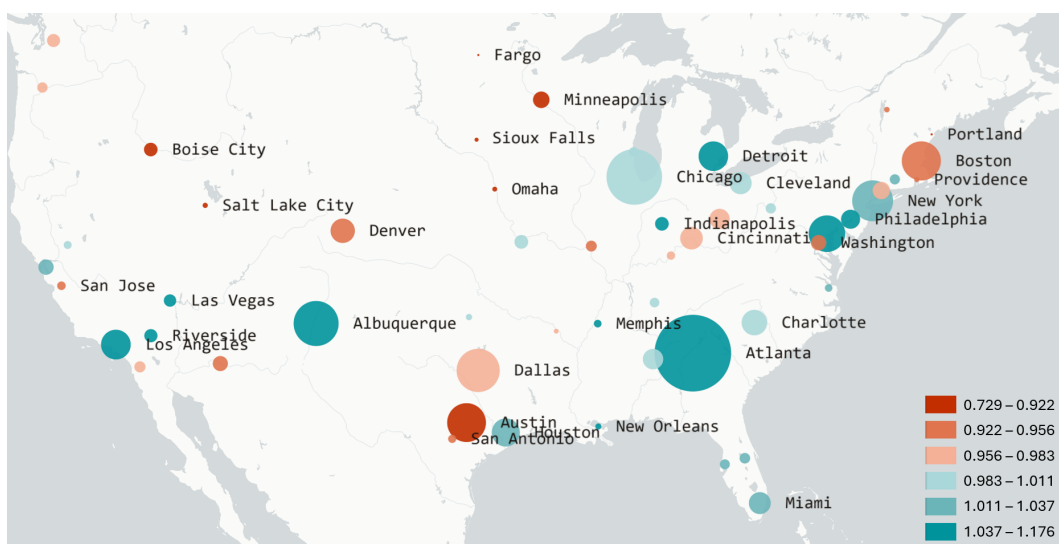 Fargo
Minneapolis
Portland
Sioux Falls
Boise City
Detroit
Boston
Chicago
Cleveland
Providence
Omaha
New York
Salt Lake City
Philadelphia
Indianapolis
Denver
Cincinnati
Washington
San Jose
Las Vegas
Albuquerque
Memphis
Charlotte
Riverside
Los Angeles
Atlanta
Dallas
Austin
New Orleans
Houston
San Antonio
Miami
0.729 – 0.922
0.922 – 0.956
0.956 – 0.983
0.983 – 1.011
1.011 – 1.037
1.037 – 1.176